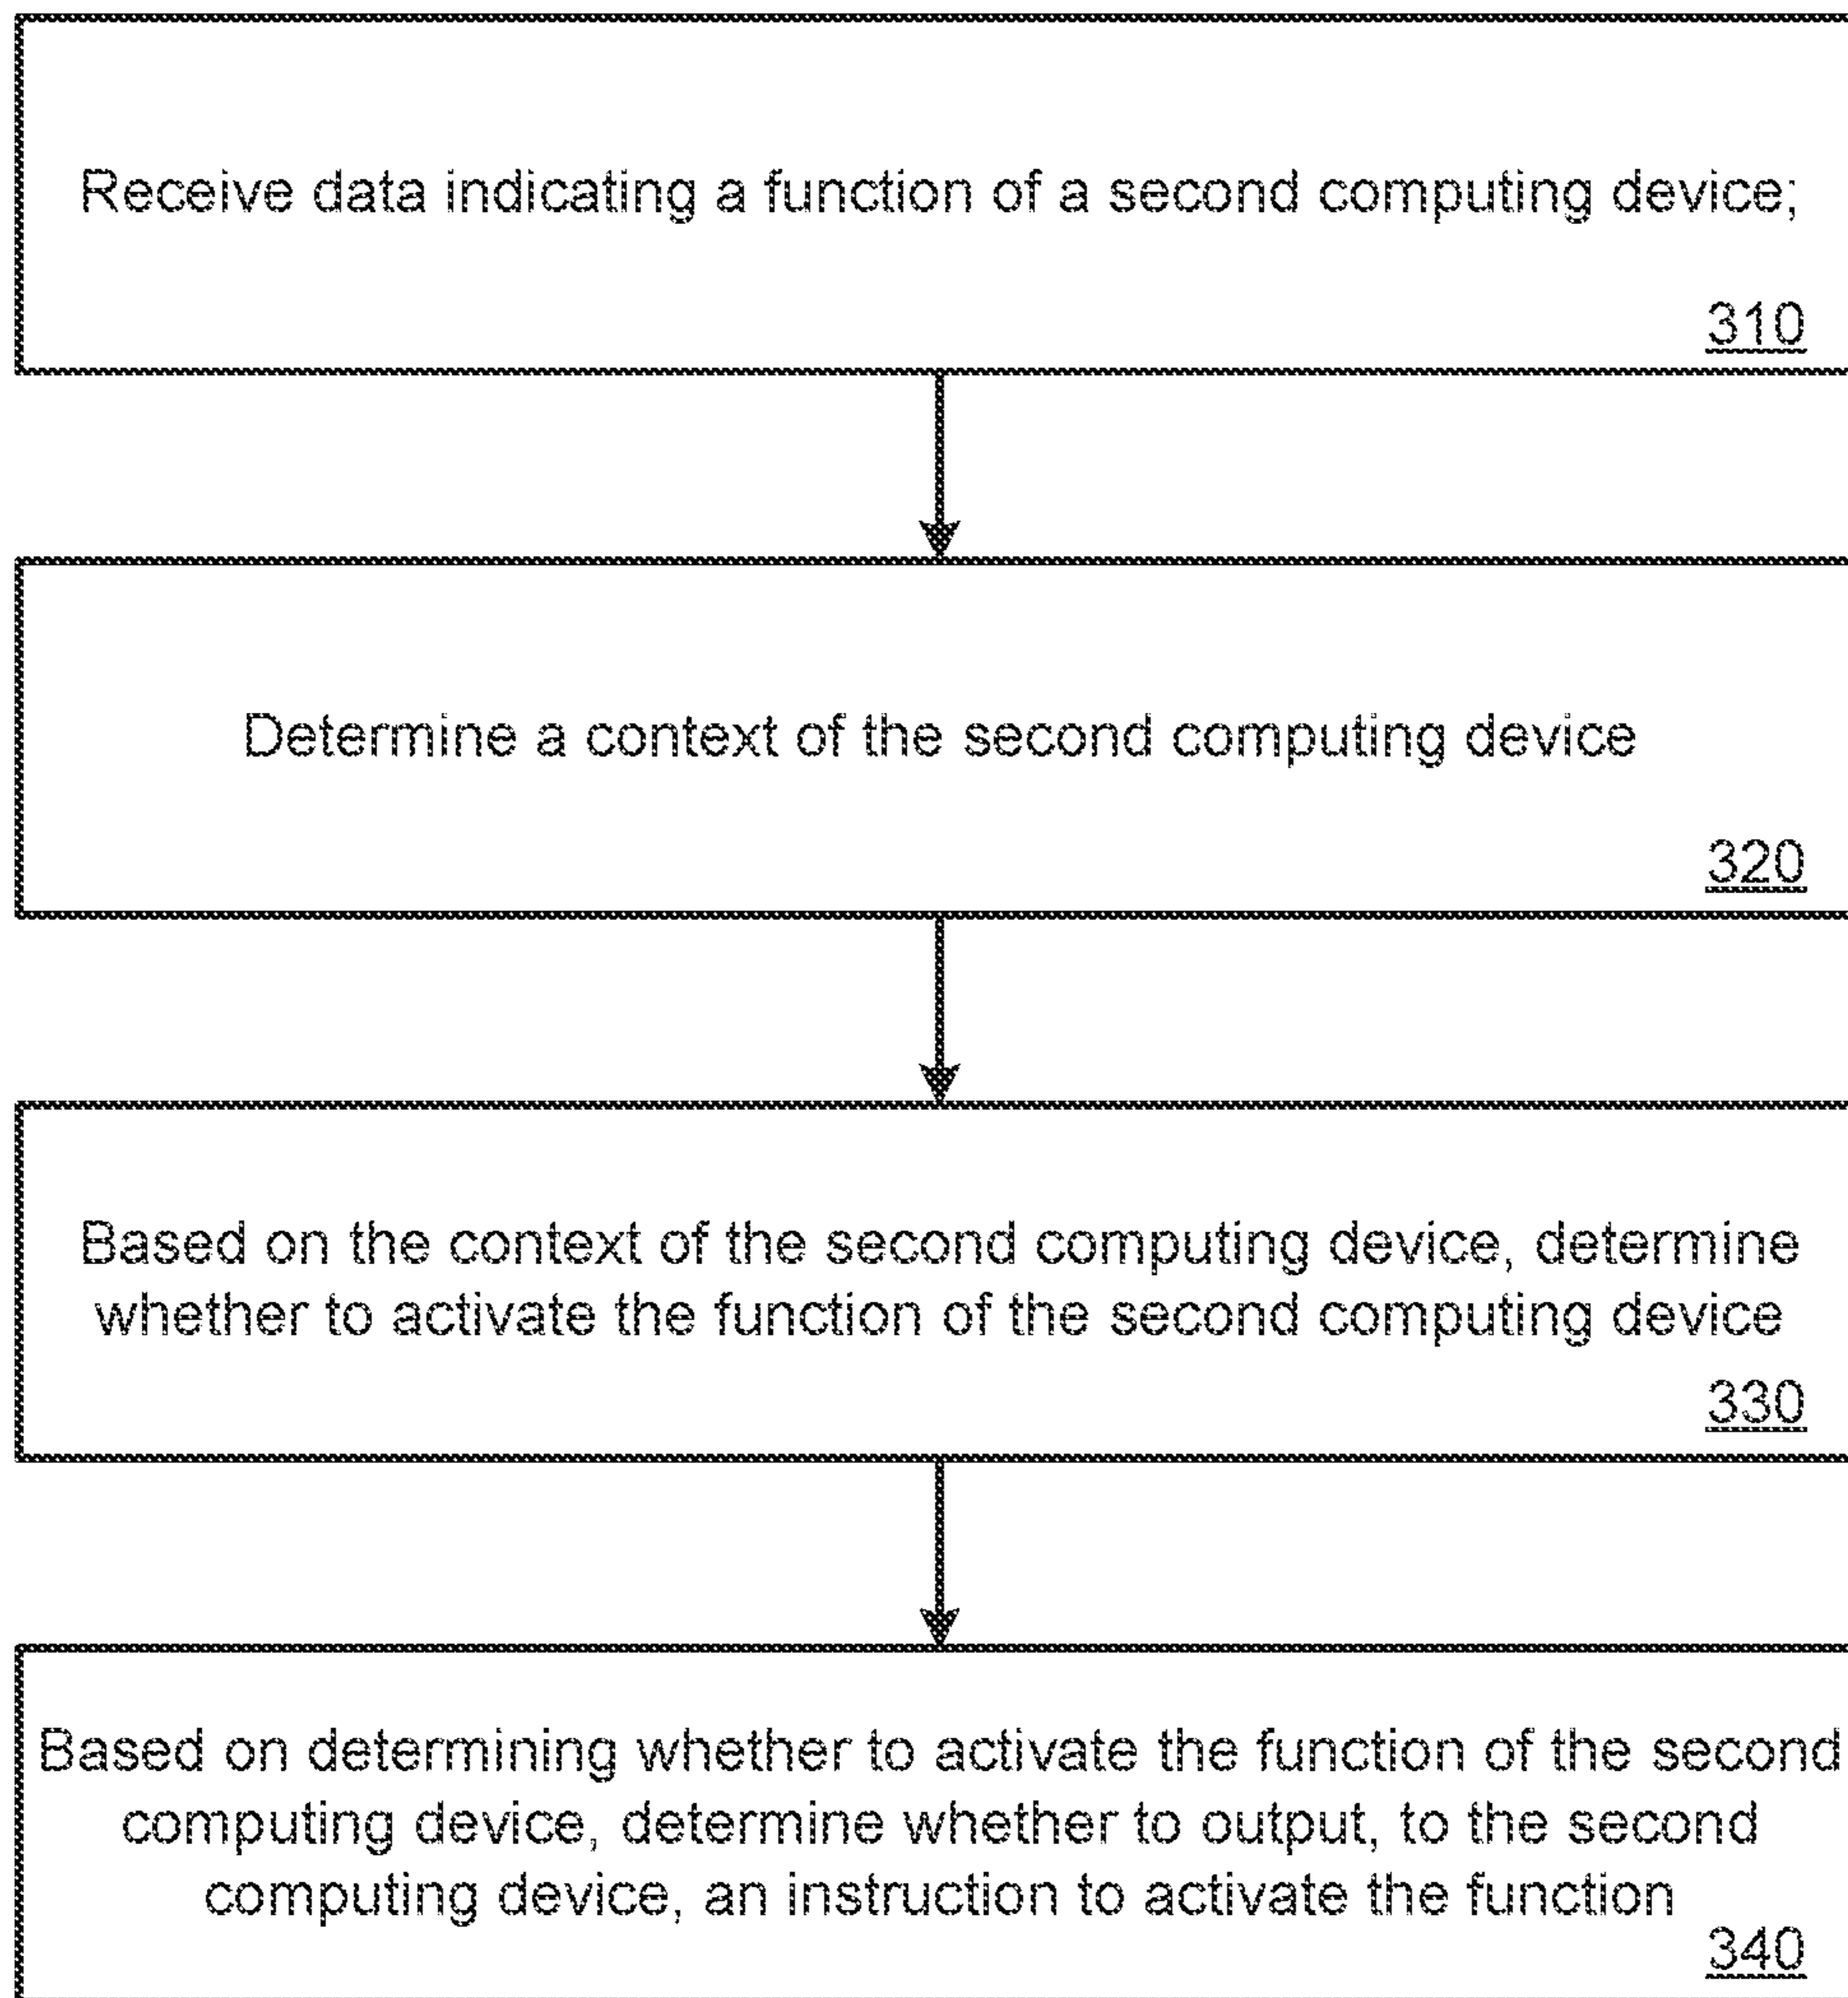 Receive data indicating a function of a second computing device;
310
Determine a context of the second computing device
320
Based on the context of the second computing device, determine
whether to activate the function of the second computing device
330
Based on determining whether to activate the function of the second
computing device, determine whether to output, to the second
computing device, an instruction to activate the function
340